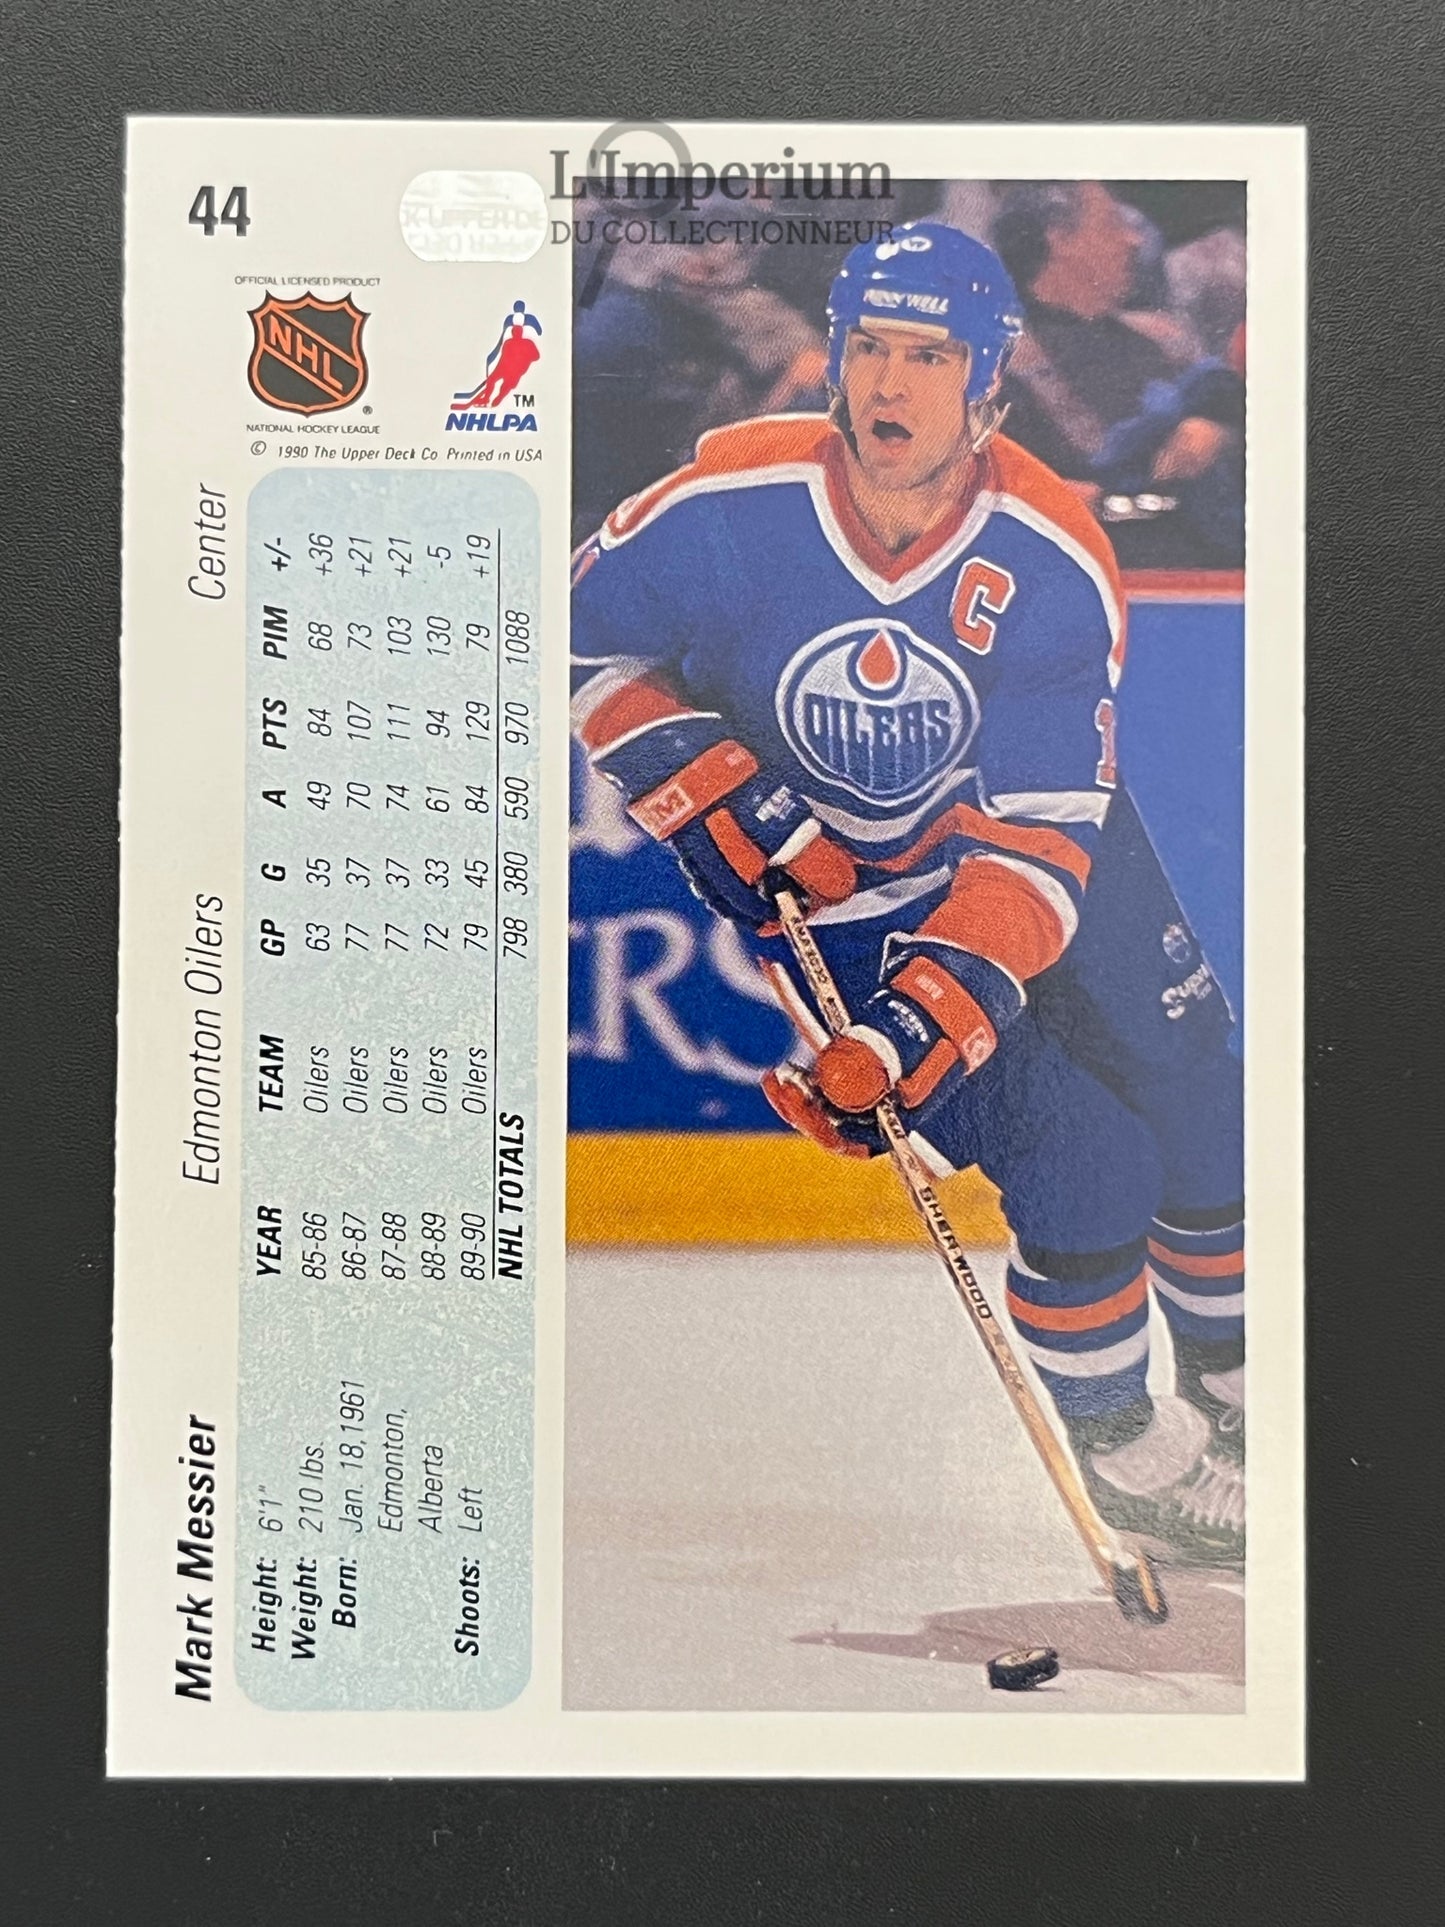 L'Imperium
DU COLLECTIONNEUR
44
OFFICIAL LICENSED PRODUCT
NHL
®
NATIONAL HOCKEY LEAGUE
TM
NHLPA
© 1990 The Upper Deck Co. Printed in USA
Mark Messier Edmonton Oilers Center
Height: 6'1"
Weight: 210 lbs.
Born: Jan. 18, 1961
Edmonton,
Alberta
Shoots: Left
YEAR TEAM GP G A PTS PIM +/-
85-86 Oilers 63 35 49 84 68 +36
86-87 Oilers 77 37 70 107 73 +21
87-88 Oilers 77 37 74 111 103 +21
88-89 Oilers 72 33 61 94 130 -5
89-90 Oilers 79 45 84 129 79 +19
NHL TOTALS 798 380 590 970 1088
C
OILERS
SHER-WOOD